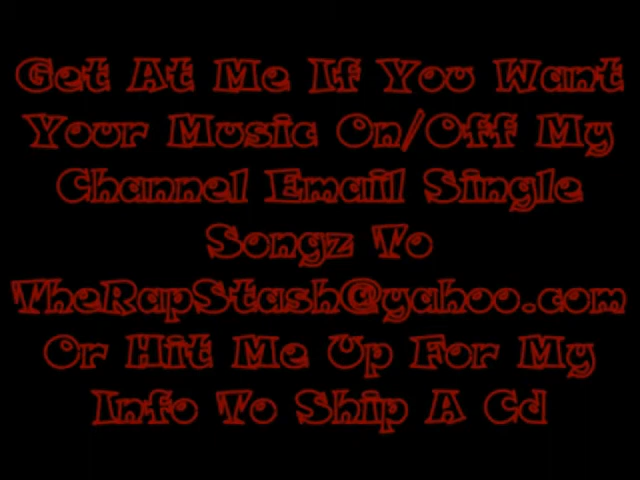 Get At Me If You Want
Your Music On/Off My
Channel Email Single
Songz To
TheRapStash@yahoo.com
Or Hit Me Up For My
Info To Ship A Cd